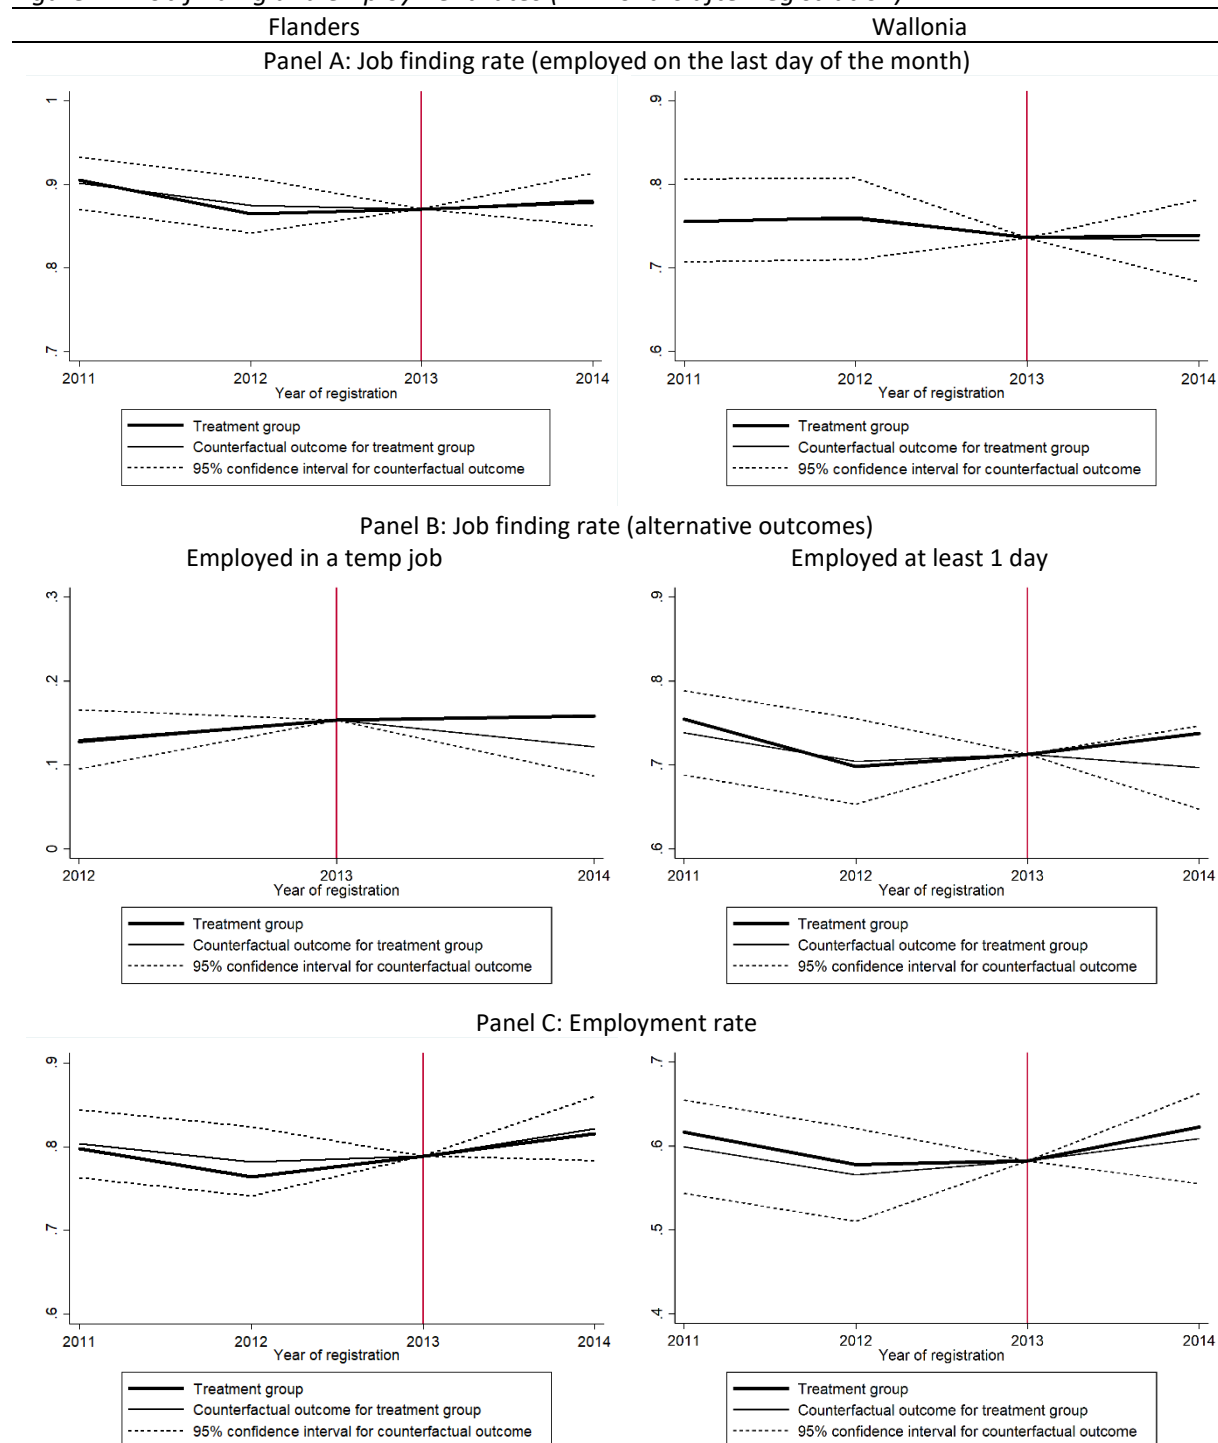 Flanders Wallonia
Panel A: Job finding rate (employed on the last day of the month)
1
.9
.8
.7
2011 2012 2013 2014
Year of registration
Treatment group
Counterfactual outcome for treatment group
95% confidence interval for counterfactual outcome
.9
.8
.7
.6
2011 2012 2013 2014
Year of registration
Treatment group
Counterfactual outcome for treatment group
95% confidence interval for counterfactual outcome
Panel B: Job finding rate (alternative outcomes)
Employed in a temp job
.3
.2
.1
0
2012 2013 2014
Year of registration
Treatment group
Counterfactual outcome for treatment group
95% confidence interval for counterfactual outcome
Employed at least 1 day
.9
.8
.7
.6
2011 2012 2013 2014
Year of registration
Treatment group
Counterfactual outcome for treatment group
95% confidence interval for counterfactual outcome
Panel C: Employment rate
.9
.8
.7
.6
2011 2012 2013 2014
Year of registration
Treatment group
Counterfactual outcome for treatment group
95% confidence interval for counterfactual outcome
.7
.6
.5
.4
2011 2012 2013 2014
Year of registration
Treatment group
Counterfactual outcome for treatment group
95% confidence interval for counterfactual outcome